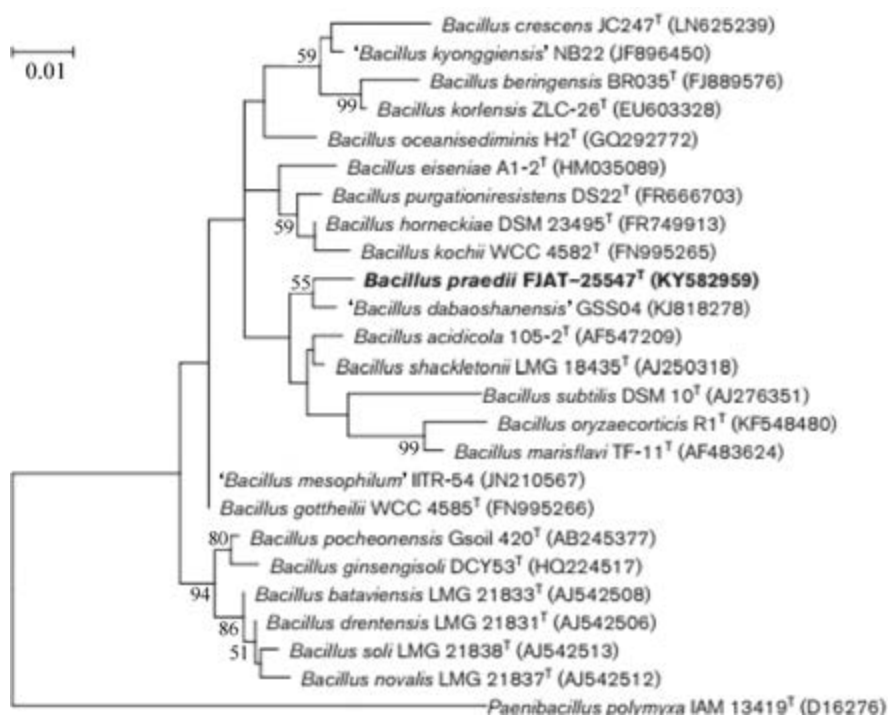 Bacillus crescens JC247ᵀ (LN625239)
0.01
59
'Bacillus kyonggiensis' NB22 (JF896450)
Bacillus beringensis BR035ᵀ (FJ889576)
99
Bacillus korlensis ZLC-26ᵀ (EU603328)
Bacillus oceanisediminis H2ᵀ (GQ292772)
Bacillus eiseniae A1-2ᵀ (HM035089)
Bacillus purgationiresistens DS22ᵀ (FR666703)
59
Bacillus horneckiae DSM 23495ᵀ (FR749913)
Bacillus kochii WCC 4582ᵀ (FN995265)
55
Bacillus praedii FJAT–25547ᵀ (KY582959)
'Bacillus dabaoshanensis' GSS04 (KJ818278)
Bacillus acidicola 105-2ᵀ (AF547209)
Bacillus shackletonii LMG 18435ᵀ (AJ250318)
Bacillus subtilis DSM 10ᵀ (AJ276351)
Bacillus oryzaecorticis R1ᵀ (KF548480)
99
Bacillus marisflavi TF-11ᵀ (AF483624)
'Bacillus mesophilum' IITR-54 (JN210567)
Bacillus gottheilii WCC 4585ᵀ (FN995266)
80
Bacillus pocheonensis Gsoil 420ᵀ (AB245377)
Bacillus ginsengisoli DCY53ᵀ (HQ224517)
94
Bacillus bataviensis LMG 21833ᵀ (AJ542508)
86
Bacillus drentensis LMG 21831ᵀ (AJ542506)
51
Bacillus soli LMG 21838ᵀ (AJ542513)
Bacillus novalis LMG 21837ᵀ (AJ542512)
Paenibacillus polymyxa IAM 13419ᵀ (D16276)